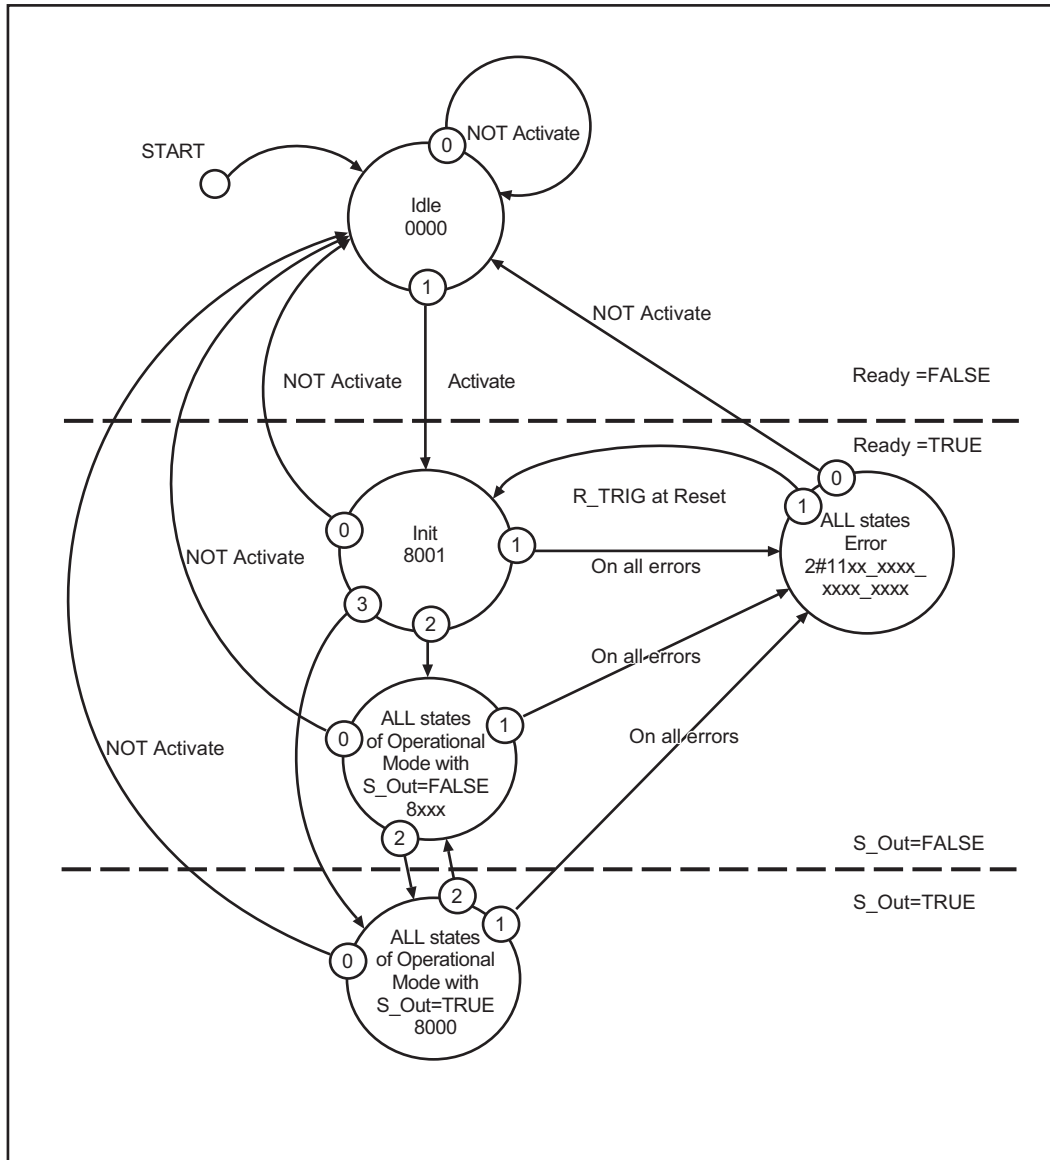 NOT Activate
0
START
Idle
0000
1
NOT Activate
NOT Activate
Activate
Ready =FALSE
Ready =TRUE
0
1
R_TRIG at Reset
ALL states
Error
2#11xx_xxxx_
xxxx_xxxx
0
Init
8001
1
On all errors
NOT Activate
3
2
On all errors
0
ALL states
of Operational
Mode with
S_Out=FALSE
8xxx
1
On all errors
NOT Activate
2
S_Out=FALSE
S_Out=TRUE
2
1
0
ALL states
of Operational
Mode with
S_Out=TRUE
8000